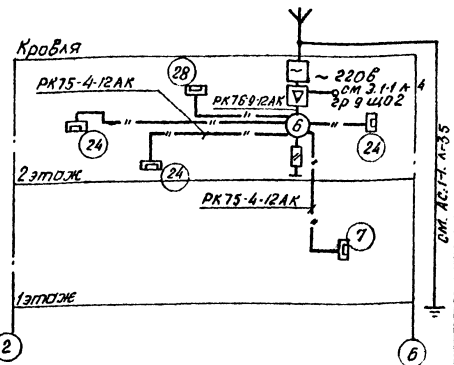 Кровля
~ 220в
РК75-4-12АК
28
см Э.1-1 л-4
гр 9 ЩО2
РК75-9-12АК
6
24
24
24
2этаж
РК75-4-12АК
7
см. АС.1-1. л-35
1этаж
2
Б